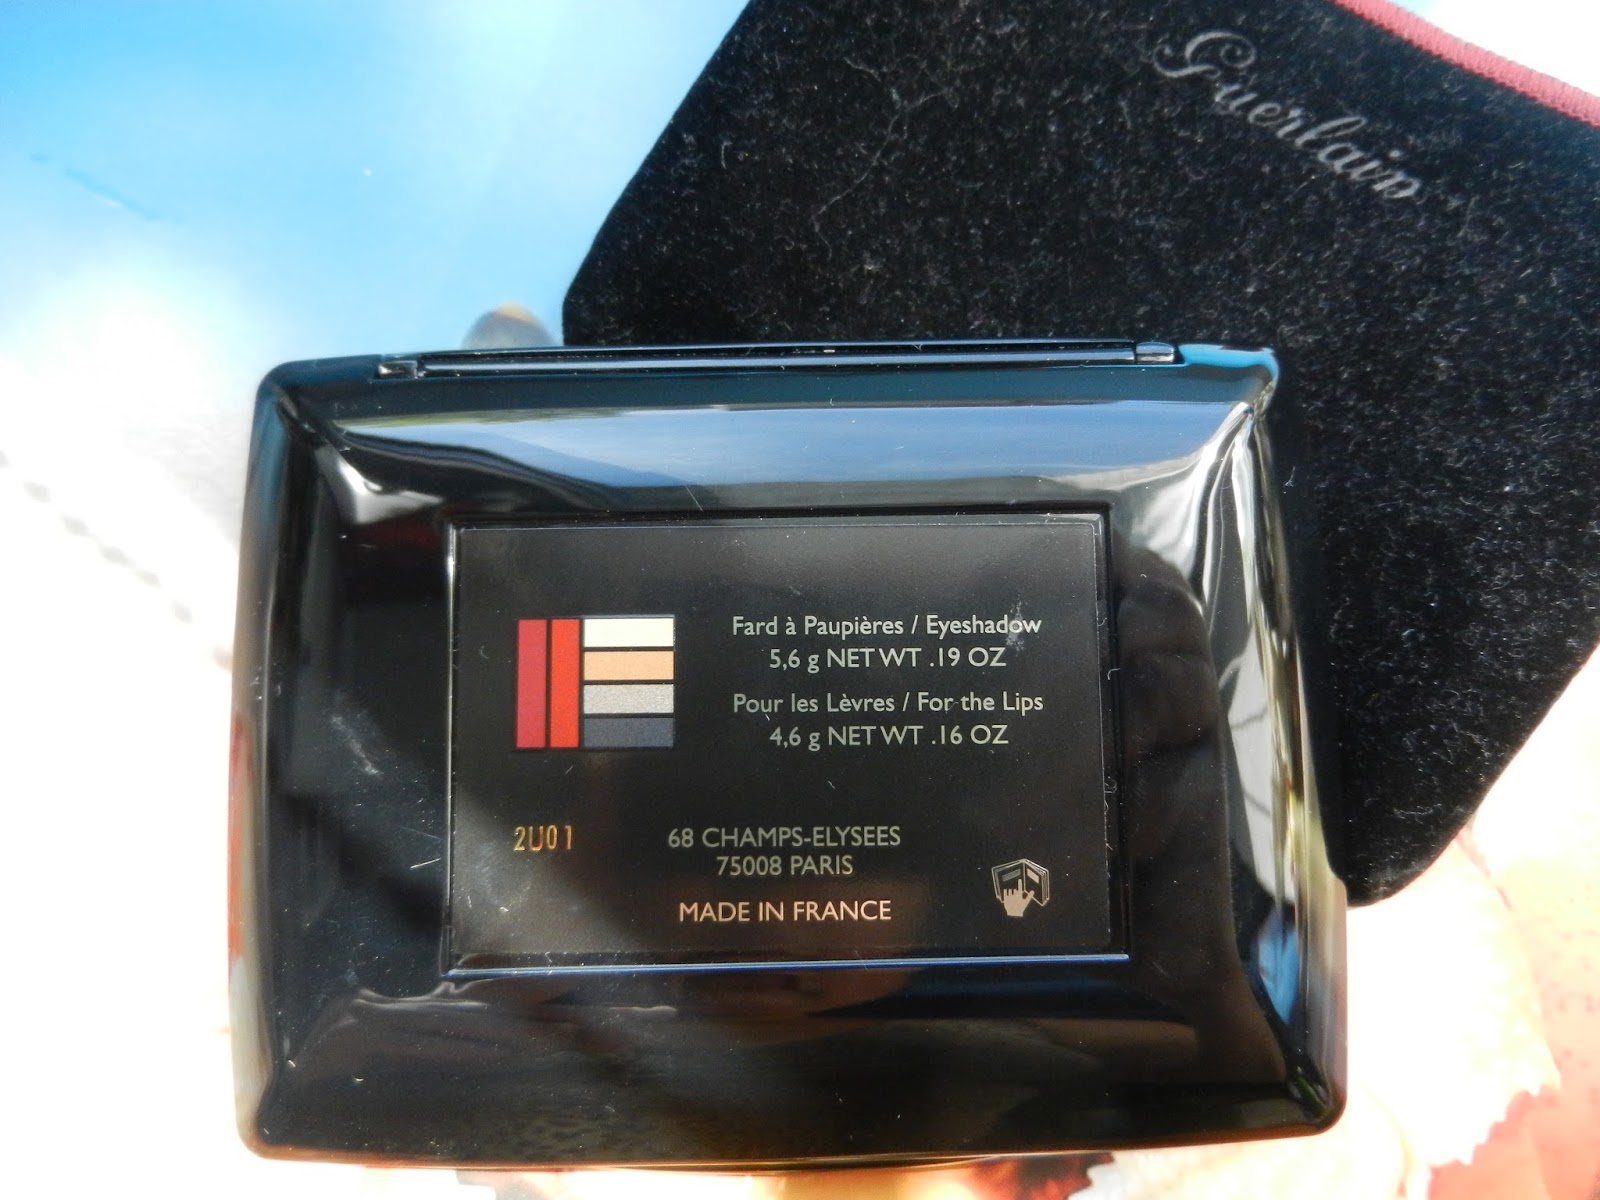 Guerlain
Fard à Paupières / Eyeshadow
5,6 g NET WT .19 OZ
Pour les Lèvres / For the Lips
4,6 g NET WT .16 OZ
2U01
68 CHAMPS-ELYSEES
75008 PARIS
MADE IN FRANCE